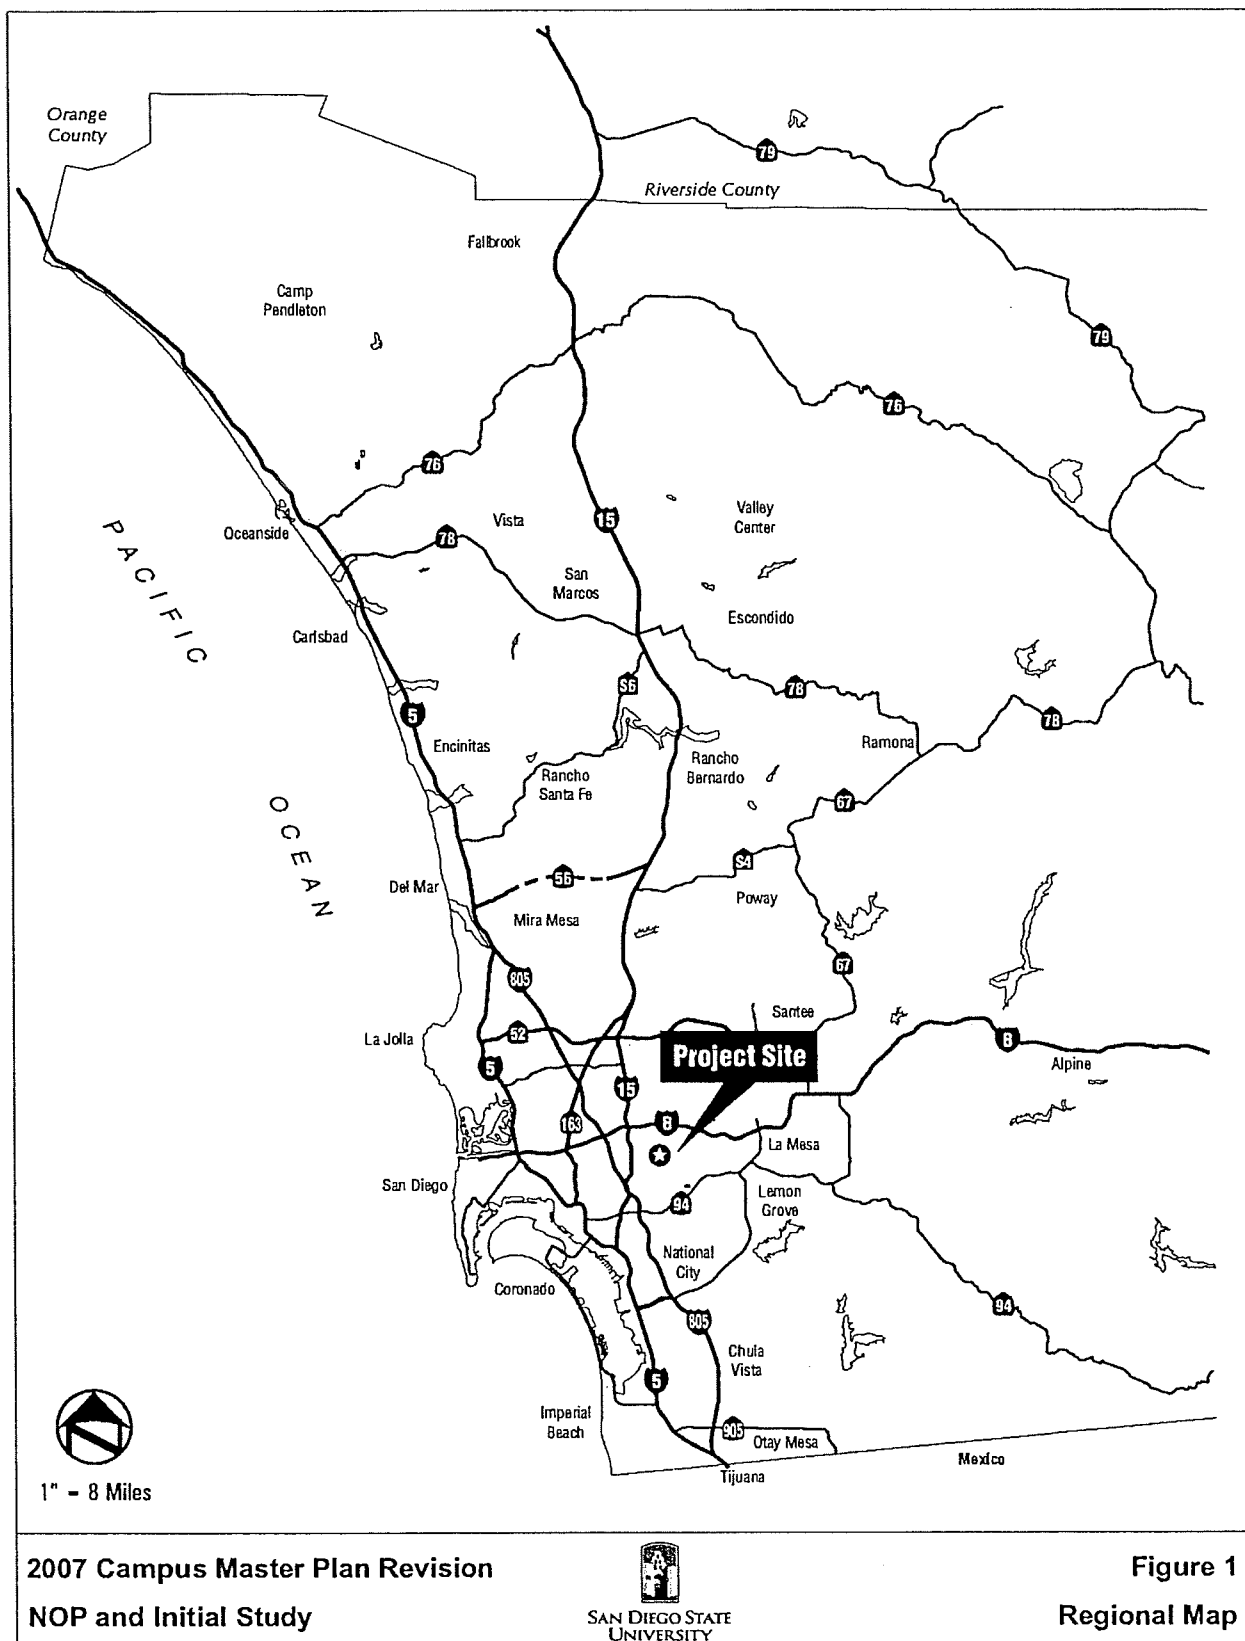 Orange
County
79
Riverside County
Fallbrook
Camp
Pendleton
79
76
76
Oceanside
Vista
15
Valley
Center
78
San
Marcos
Escondido
PACIFIC
Carlsbad
S6
78
5
78
Encinitas
Ramona
Rancho
Santa Fe
Rancho
Bernardo
67
OCEAN
S4
56
Del Mar
Poway
Mira Mesa
67
805
Santee
52
La Jolla
8
Project Site
Alpine
5
15
163
8
La Mesa
San Diego
94
Lemon
Grove
National
City
Coronado
94
805
Chula
Vista
5
Imperial
Beach
905
Otay Mesa
Mexico
Tijuana
1" = 8 Miles
2007 Campus Master Plan Revision
NOP and Initial Study
SAN DIEGO STATE
UNIVERSITY
Figure 1
Regional Map